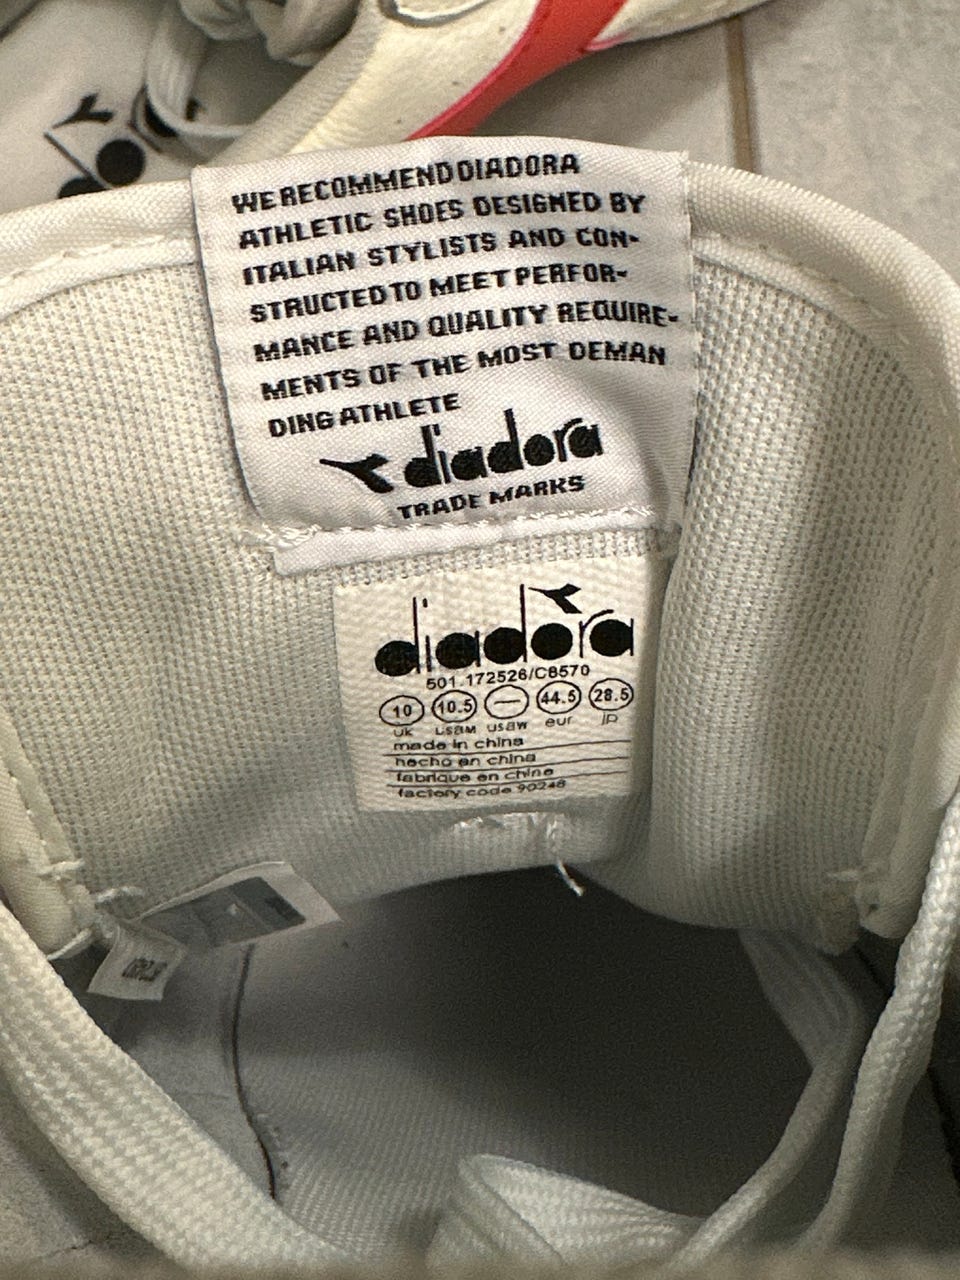 WE RECOMMEND DIADORA
ATHLETIC SHOES DESIGNED BY
ITALIAN STYLISTS AND CON-
STRUCTED TO MEET PERFOR-
MANCE AND QUALITY REQUIRE-
MENTS OF THE MOST DEMAN
DING ATHLETE
diadora
TRADE MARKS
diadora
501.172526/C8570
10 10.5 — 44.5 28.5
uk usam usaw eur jp
made in china
hecho en china
fabrique en chine
factory code 90248